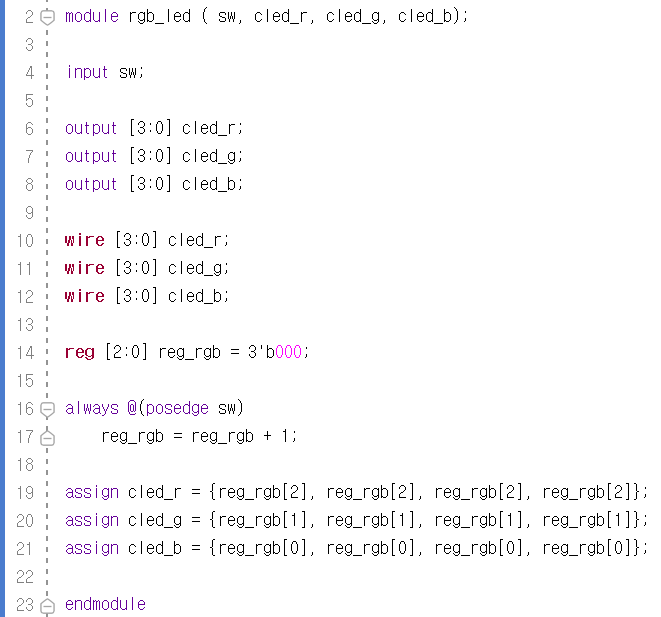 2 module rgb_led ( sw, cled_r, cled_g, cled_b);
3
4 input sw;
5
6 output [3:0] cled_r;
7 output [3:0] cled_g;
8 output [3:0] cled_b;
9
10 wire [3:0] cled_r;
11 wire [3:0] cled_g;
12 wire [3:0] cled_b;
13
14 reg [2:0] reg_rgb = 3'b000;
15
16 always @(posedge sw)
17 reg_rgb = reg_rgb + 1;
18
19 assign cled_r = {reg_rgb[2], reg_rgb[2], reg_rgb[2], reg_rgb[2]};
20 assign cled_g = {reg_rgb[1], reg_rgb[1], reg_rgb[1], reg_rgb[1]};
21 assign cled_b = {reg_rgb[0], reg_rgb[0], reg_rgb[0], reg_rgb[0]};
22
23 endmodule